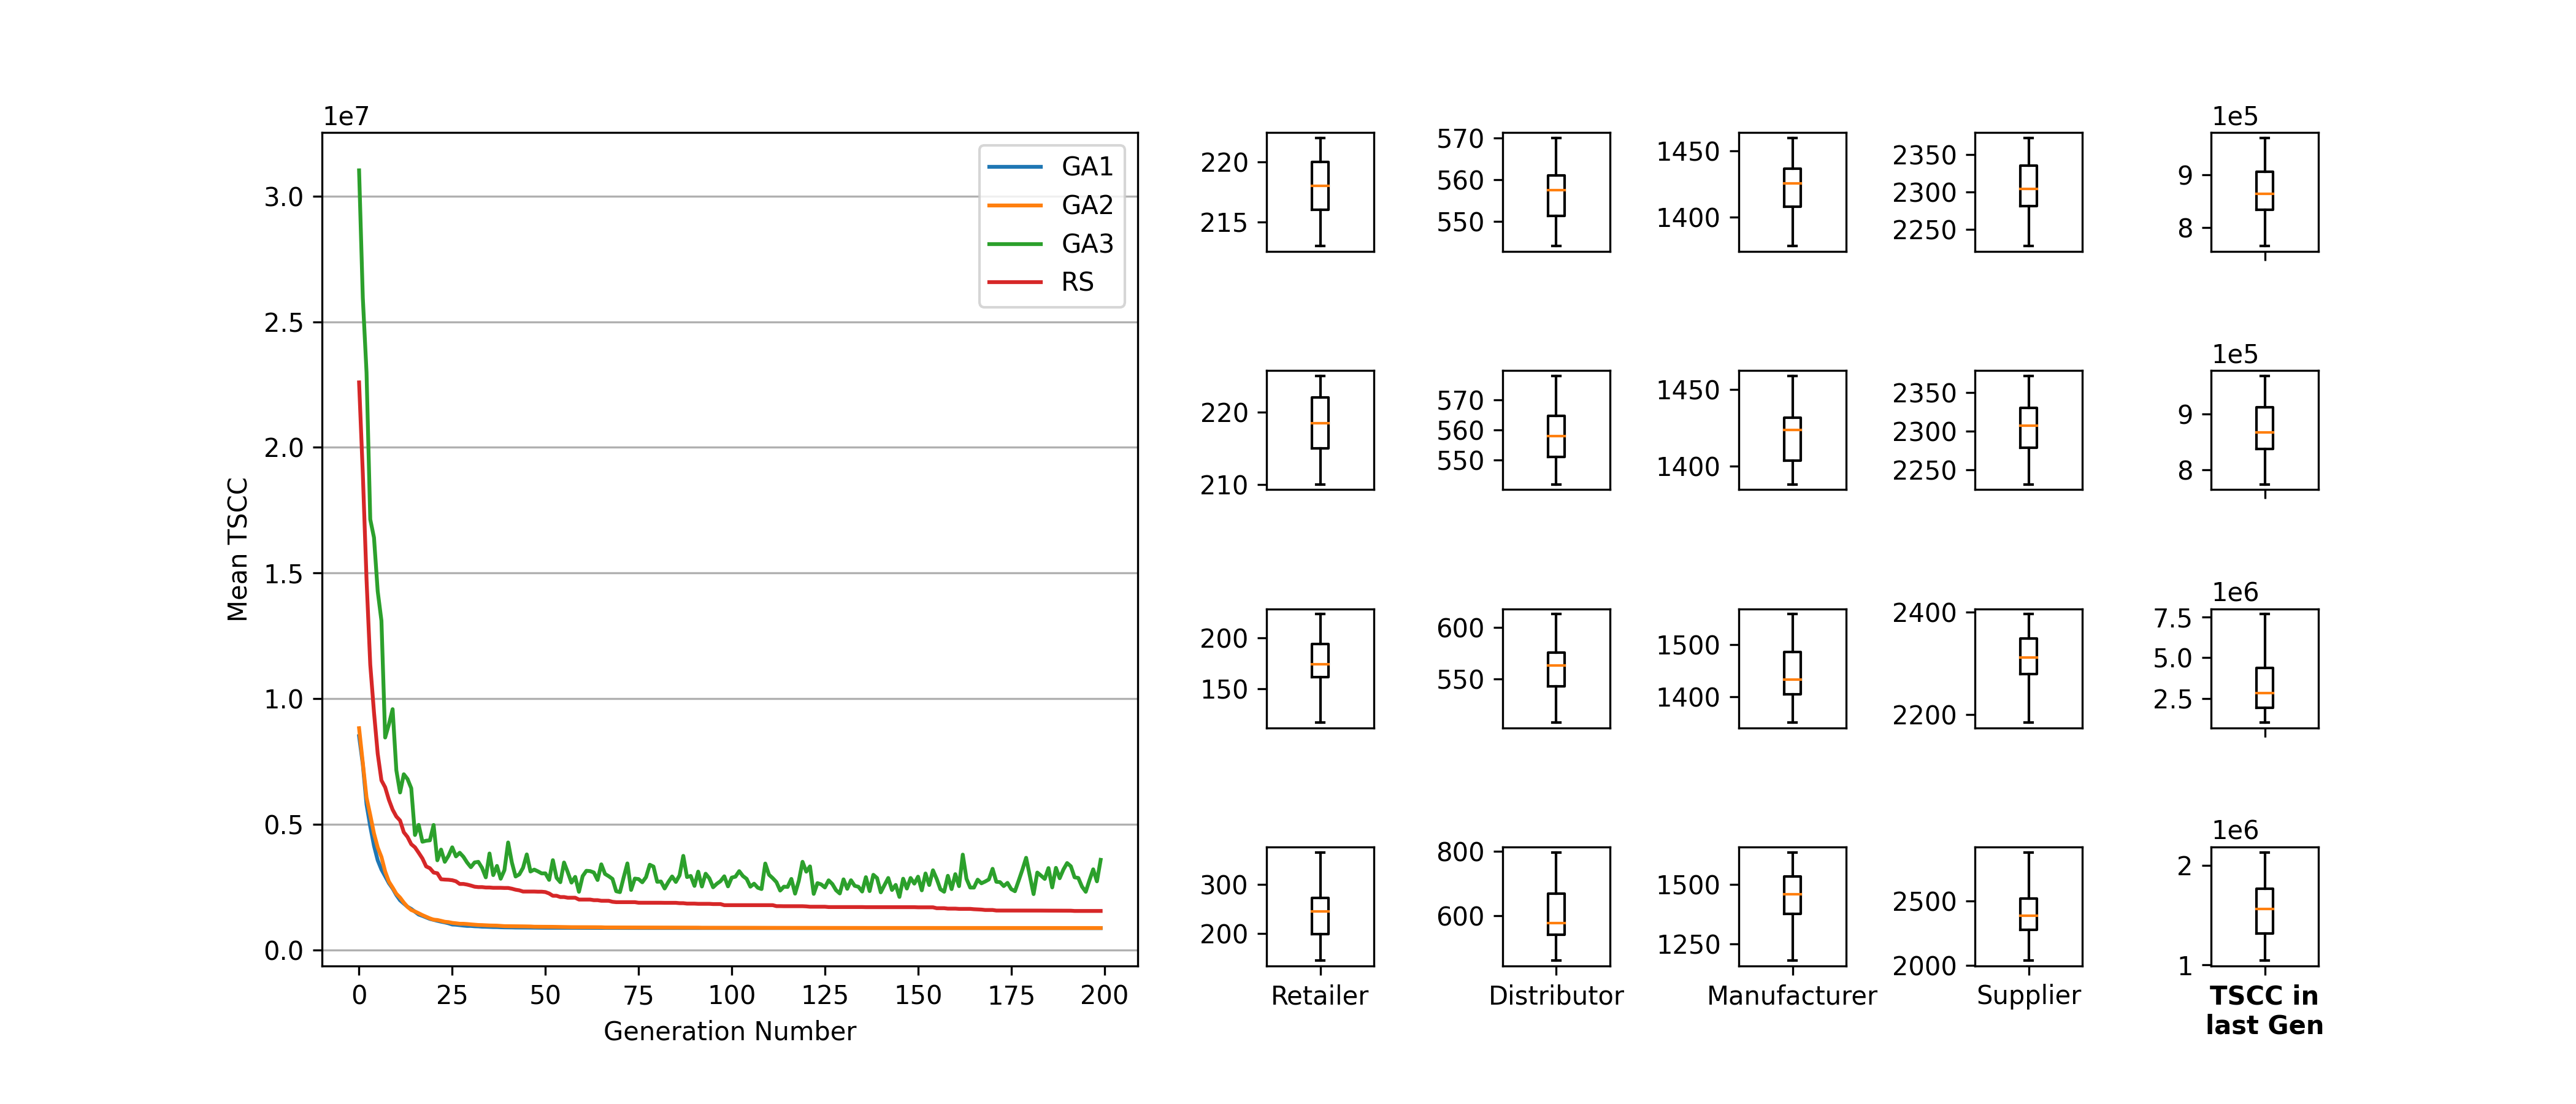 1e7
3.0
2.5
2.0
1.5
1.0
0.5
0.0
Mean TSCC
0 25 50 75 100 125 150 175 200
Generation Number
GA1
GA2
GA3
RS
220
215
570
560
550
1450
1400
2350
2300
2250
1e5
9
8
220
210
570
560
550
1450
1400
2350
2300
2250
1e5
9
8
200
150
600
550
1500
1400
2400
2200
1e6
7.5
5.0
2.5
300
200
800
600
1500
1250
2500
2000
1e6
2
1
Retailer
Distributor
Manufacturer
Supplier
TSCC in
last Gen